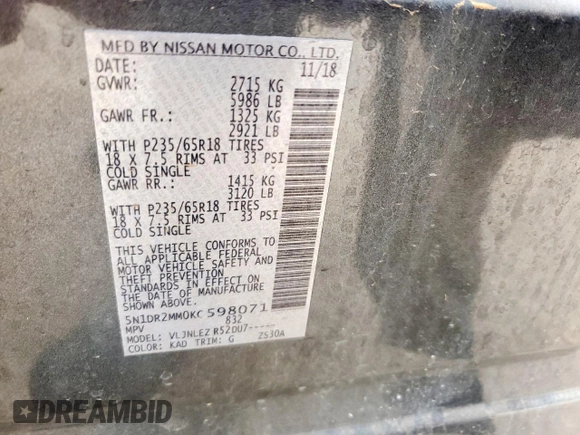 MFD BY NISSAN MOTOR CO., LTD.
DATE: 11/18
GVWR: 2715 KG
5986 LB
GAWR FR.: 1325 KG
2921 LB
WITH P235/65R18 TIRES
18 X 7.5 RIMS AT 33 PSI
COLD SINGLE
GAWR RR.: 1415 KG
3120 LB
WITH P235/65R18 TIRES
18 X 7.5 RIMS AT 33 PSI
COLD SINGLE
THIS VEHICLE CONFORMS TO
ALL APPLICABLE FEDERAL
MOTOR VEHICLE SAFETY AND
THEFT PREVENTION
STANDARDS IN EFFECT ON
THE DATE OF MANUFACTURE
SHOWN ABOVE.
5N1DR2MM0KC598071
MPV 832
MODEL: VLJNLEZ R52DU7-----
COLOR: KAD TRIM: G ZS30A
DREAMBID